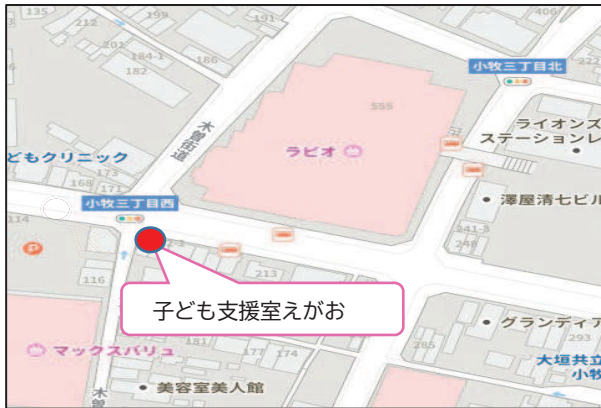 135
212
199
191
406
201
184-1
182
186
小牧三丁目北
222
555
木曽街道
ラピオ
ライオンズ
ステーションレ
どもクリニック
173
168
171
澤屋清七ビル
小牧三丁目西
114
241-8
248
P
116
213
子ども支援室えがお
グランディア
293
マックスバリュ
181
177
174
285
大垣共立
小牧
美容室美人館
木